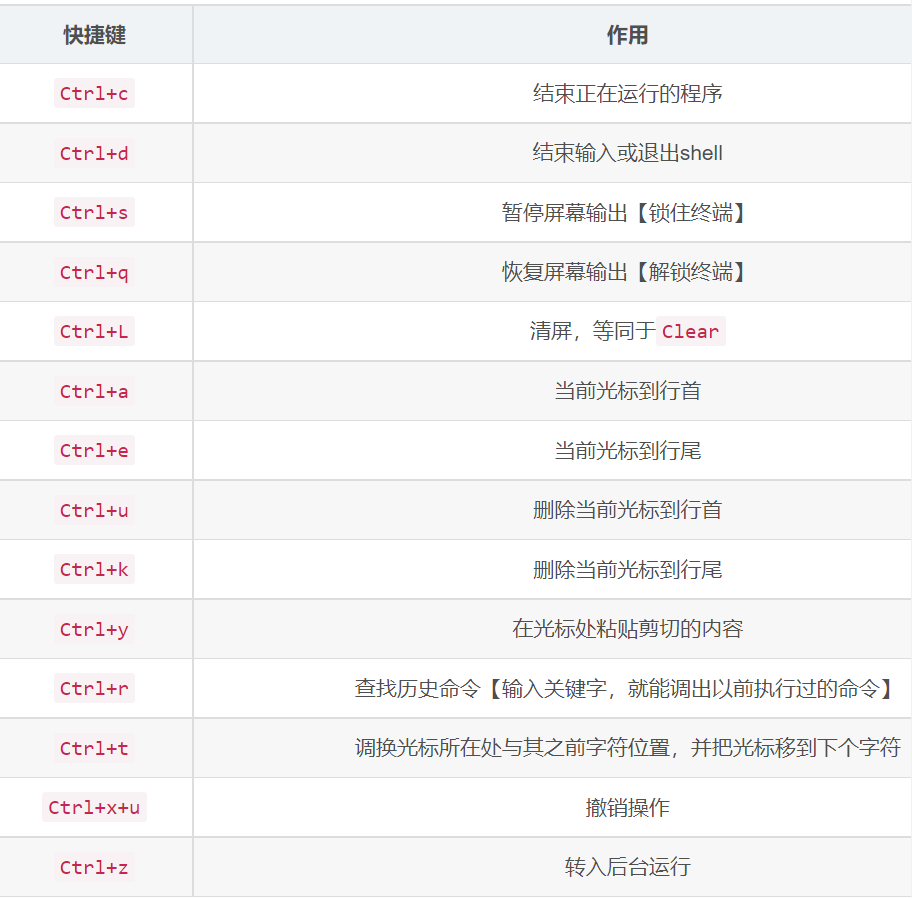 快捷键 作用
Ctrl+c 结束正在运行的程序
Ctrl+d 结束输入或退出shell
Ctrl+s 暂停屏幕输出【锁住终端】
Ctrl+q 恢复屏幕输出【解锁终端】
Ctrl+L 清屏，等同于Clear
Ctrl+a 当前光标到行首
Ctrl+e 当前光标到行尾
Ctrl+u 删除当前光标到行首
Ctrl+k 删除当前光标到行尾
Ctrl+y 在光标处粘贴剪切的内容
Ctrl+r 查找历史命令【输入关键字，就能调出以前执行过的命令】
Ctrl+t 调换光标所在处与其之前字符位置，并把光标移到下个字符
Ctrl+x+u 撤销操作
Ctrl+z 转入后台运行